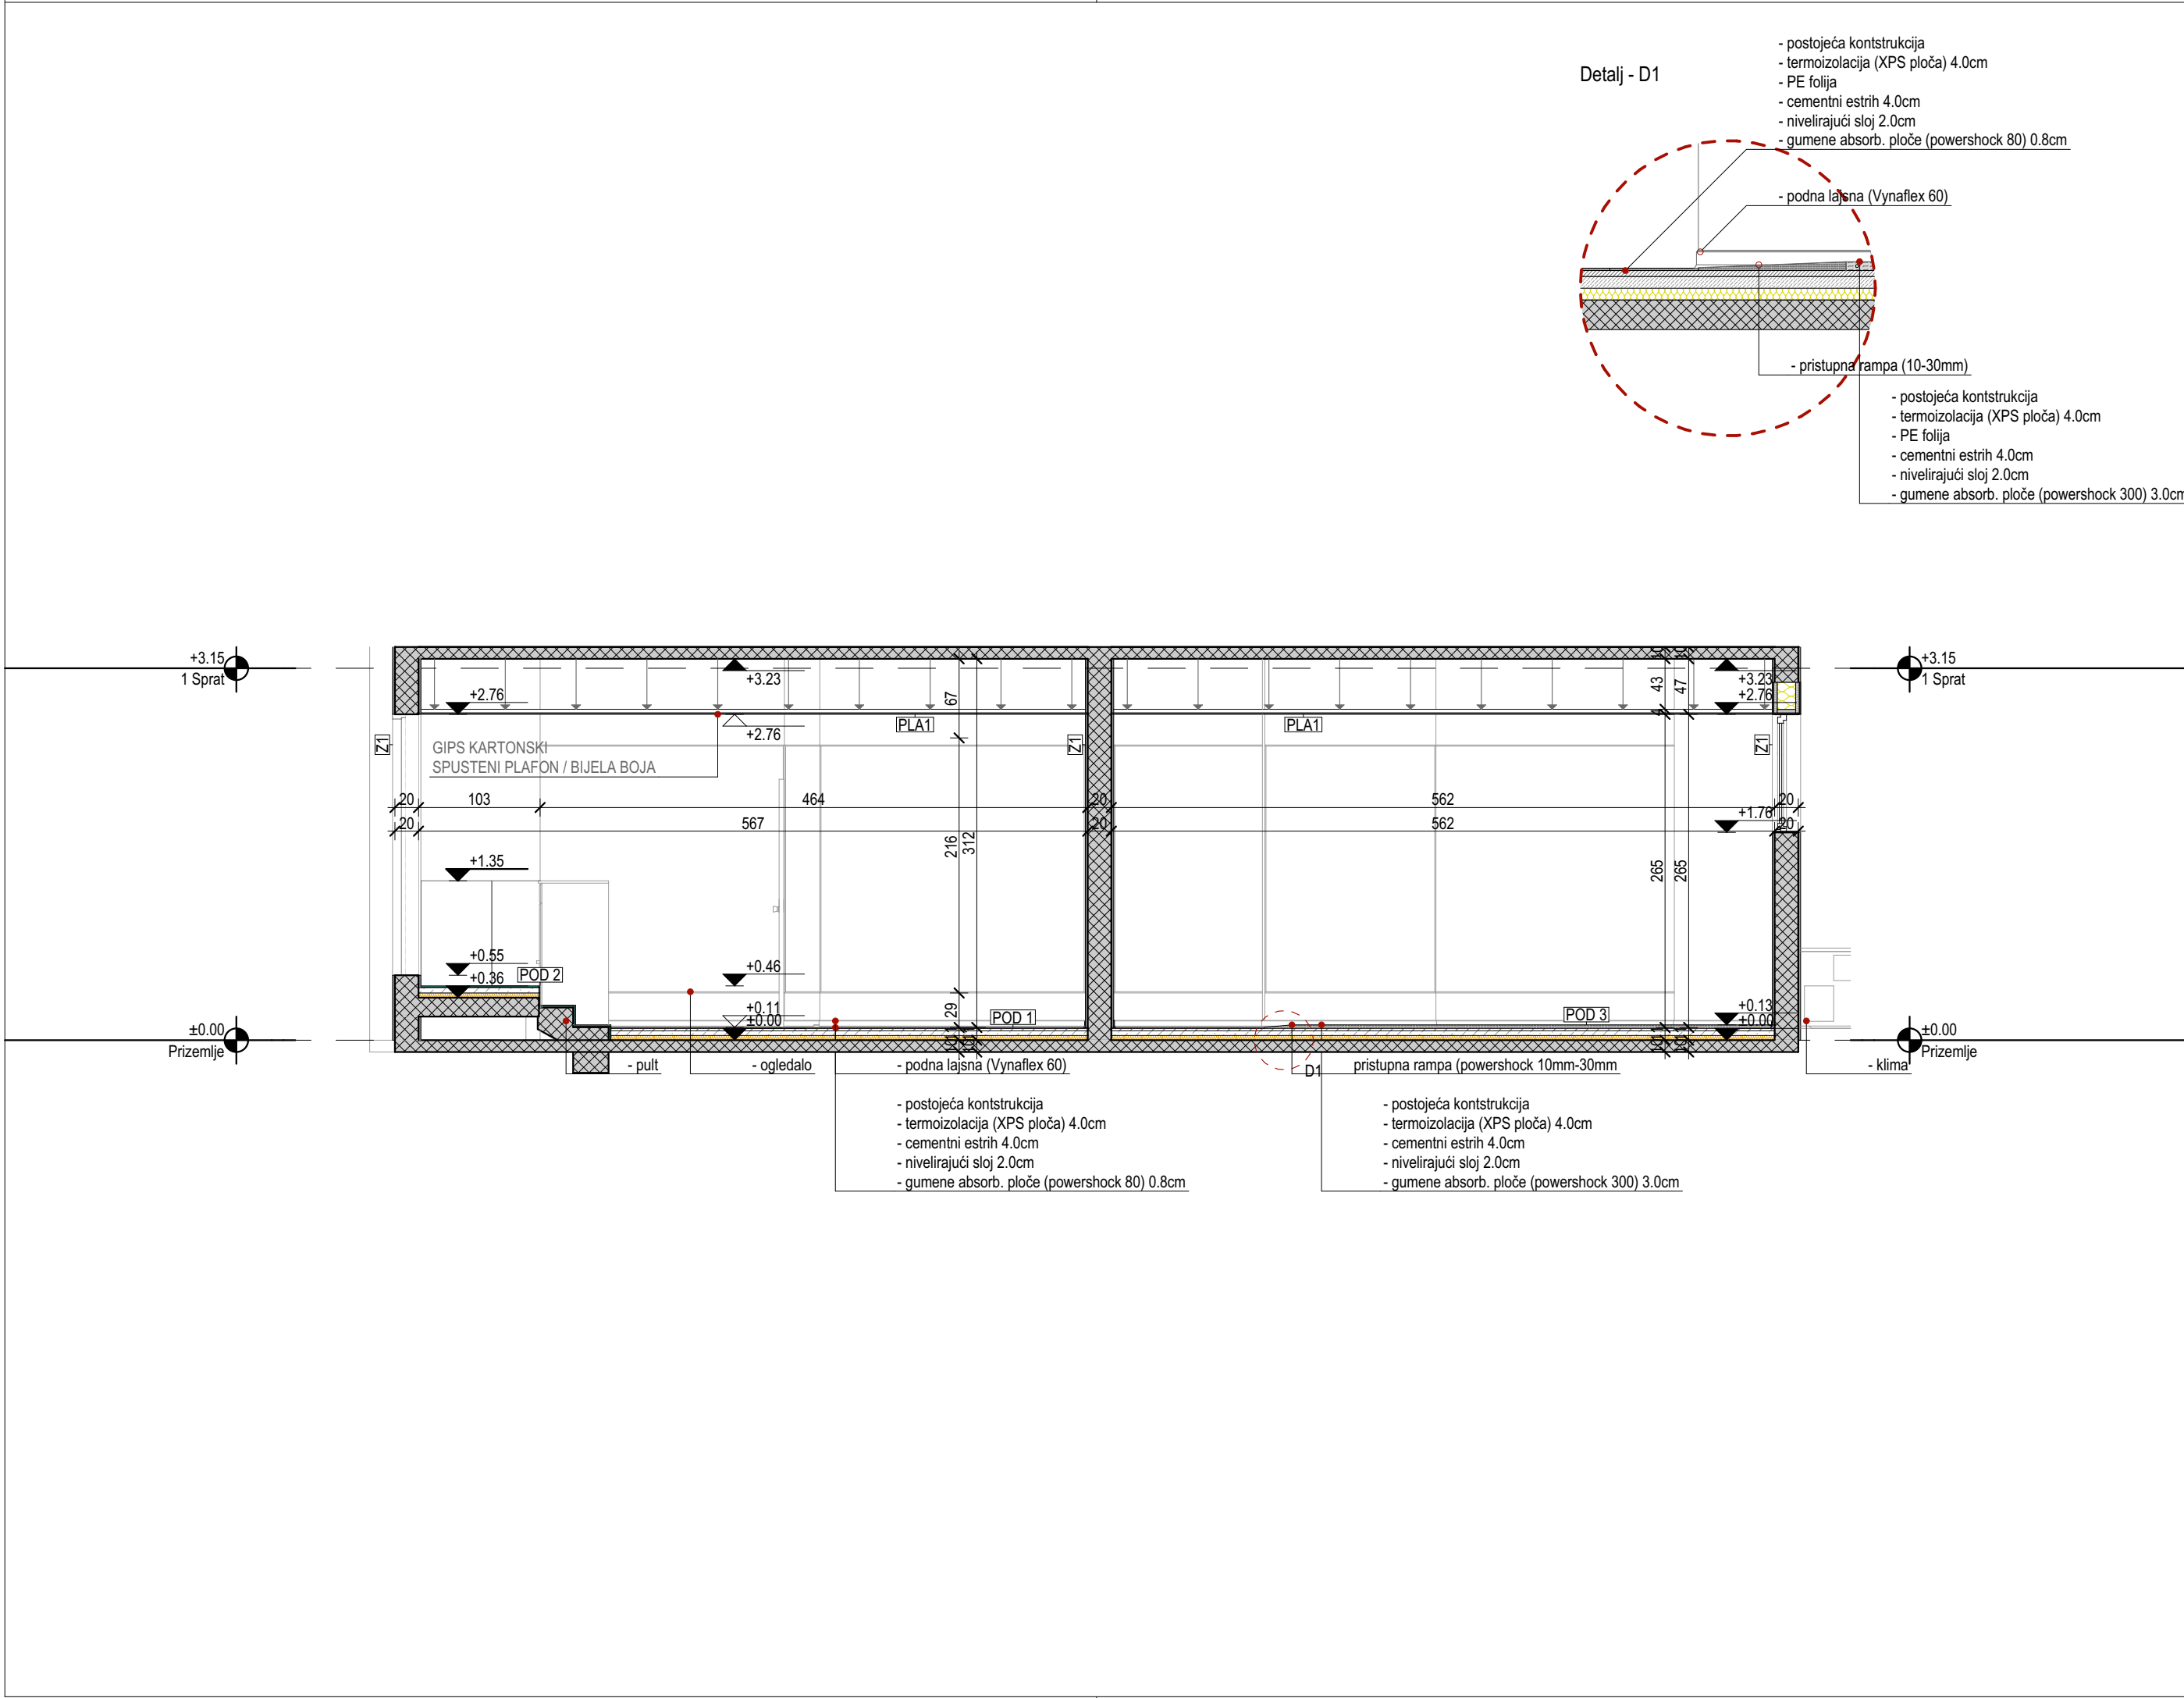 Detalj - D1
- postojeća kontstrukcija
- termoizolacija (XPS ploča) 4.0cm
- PE folija
- cementni estrih 4.0cm
- nivelirajući sloj 2.0cm
- gumene absorb. ploče (powershock 80) 0.8cm
- podna lajsna (Vynaflex 60)
- pristupna rampa (10-30mm)
- postojeća kontstrukcija
- termoizolacija (XPS ploča) 4.0cm
- PE folija
- cementni estrih 4.0cm
- nivelirajući sloj 2.0cm
- gumene absorb. ploče (powershock 300) 3.0cm
+3.15
1 Sprat
+3.23
+2.76
+2.76
67
43
47
10
10
+3.23
+2.76
+3.15
1 Sprat
PLA1
PLA1
Z1
Z1
Z1
GIPS KARTONSKI
SPUSTENI PLAFON / BIJELA BOJA
20
103
464
20
562
20
20
567
20
562
20
+1.76
216
312
265
265
+1.35
+0.55
+0.36
POD 2
+0.46
+0.11
±0.00
29
POD 1
POD 3
+0.13
±0.00
±0.00
Prizemlje
±0.00
Prizemlje
- pult
- ogledalo
- podna lajsna (Vynaflex 60)
D1
pristupna rampa (powershock 10mm-30mm
- klima
- postojeća kontstrukcija
- termoizolacija (XPS ploča) 4.0cm
- cementni estrih 4.0cm
- nivelirajući sloj 2.0cm
- gumene absorb. ploče (powershock 80) 0.8cm
- postojeća kontstrukcija
- termoizolacija (XPS ploča) 4.0cm
- cementni estrih 4.0cm
- nivelirajući sloj 2.0cm
- gumene absorb. ploče (powershock 300) 3.0cm